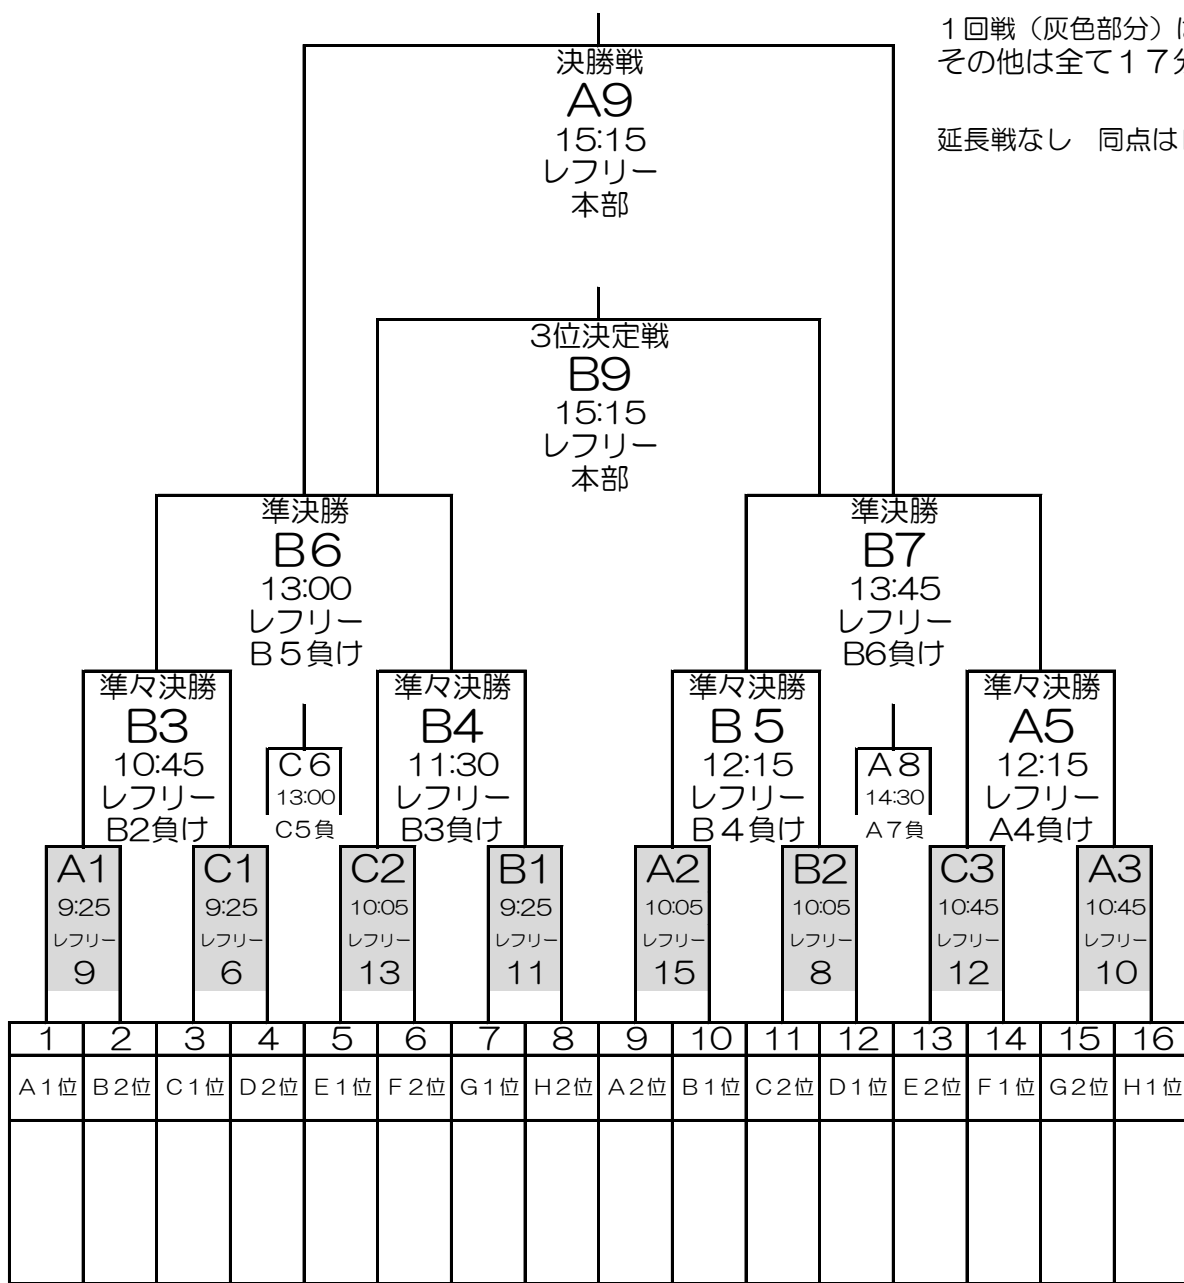 1回戦（灰色部分）は
その他は全て１７分
延長戦なし　同点は
決勝戦
A9
15:15
レフリー
本部
3位決定戦
B9
15:15
レフリー
本部
準決勝
B6
13:00
レフリー
B５負け
準決勝
B7
13:45
レフリー
B6負け
準々決勝
B3
10:45
レフリー
B2負け
C６
13:00
C５負
準々決勝
B4
11:30
レフリー
B3負け
準々決勝
B５
12:15
レフリー
B４負け
A８
14:30
A７負
準々決勝
A5
12:15
レフリー
A4負け
A1
9:25
レフリー
9
C1
9:25
レフリー
6
C2
10:05
レフリー
13
B1
9:25
レフリー
11
A2
10:05
レフリー
15
B2
10:05
レフリー
8
C3
10:45
レフリー
12
A3
10:45
レフリー
10
1 2 3 4 5 6 7 8 9 10 11 12 13 14 15 16
A１位 B２位 C１位 D２位 E１位 F２位 G１位 H２位 A２位 B１位 C２位 D１位 E２位 F１位 G２位 H１位